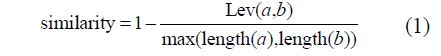 similarity = 1 − Lev(a,b) / max(length(a),length(b)) (1)